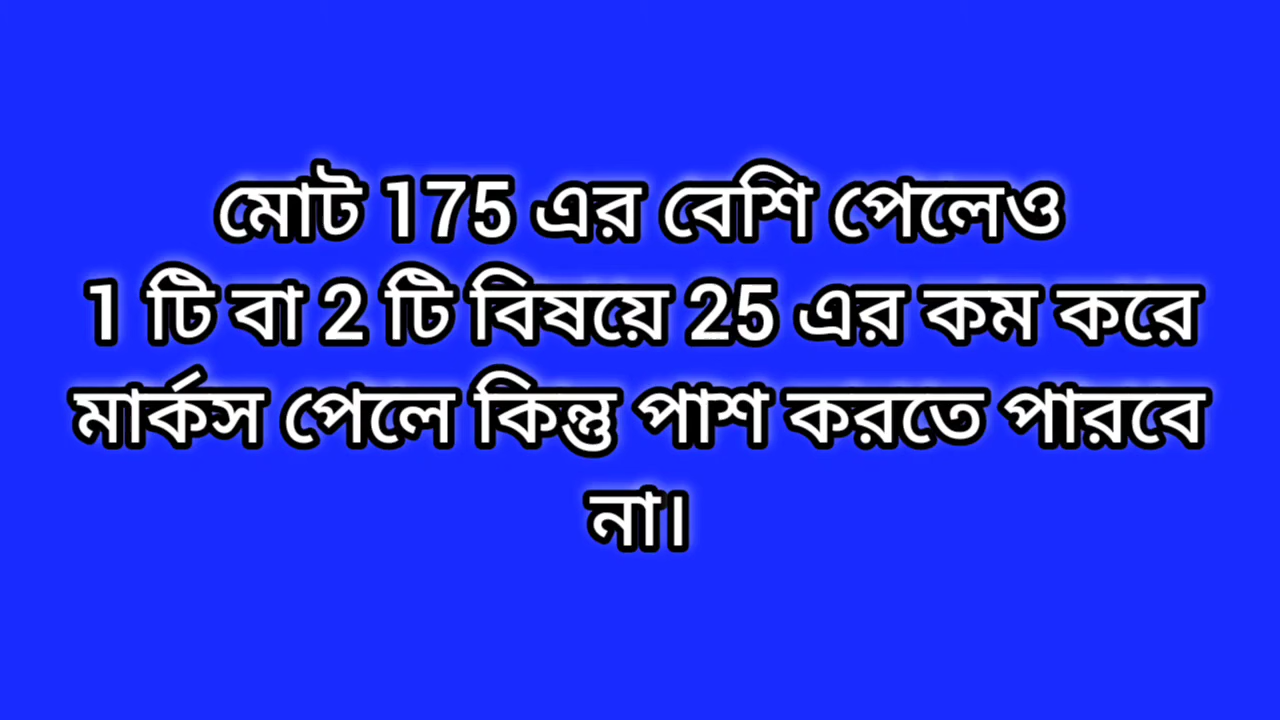 মোট 175 এর বেশি পেলেও
1 টি বা 2 টি বিষয়ে 25 এর কম করে
মার্কস পেলে কিন্তু পাশ করতে পারবে
না।